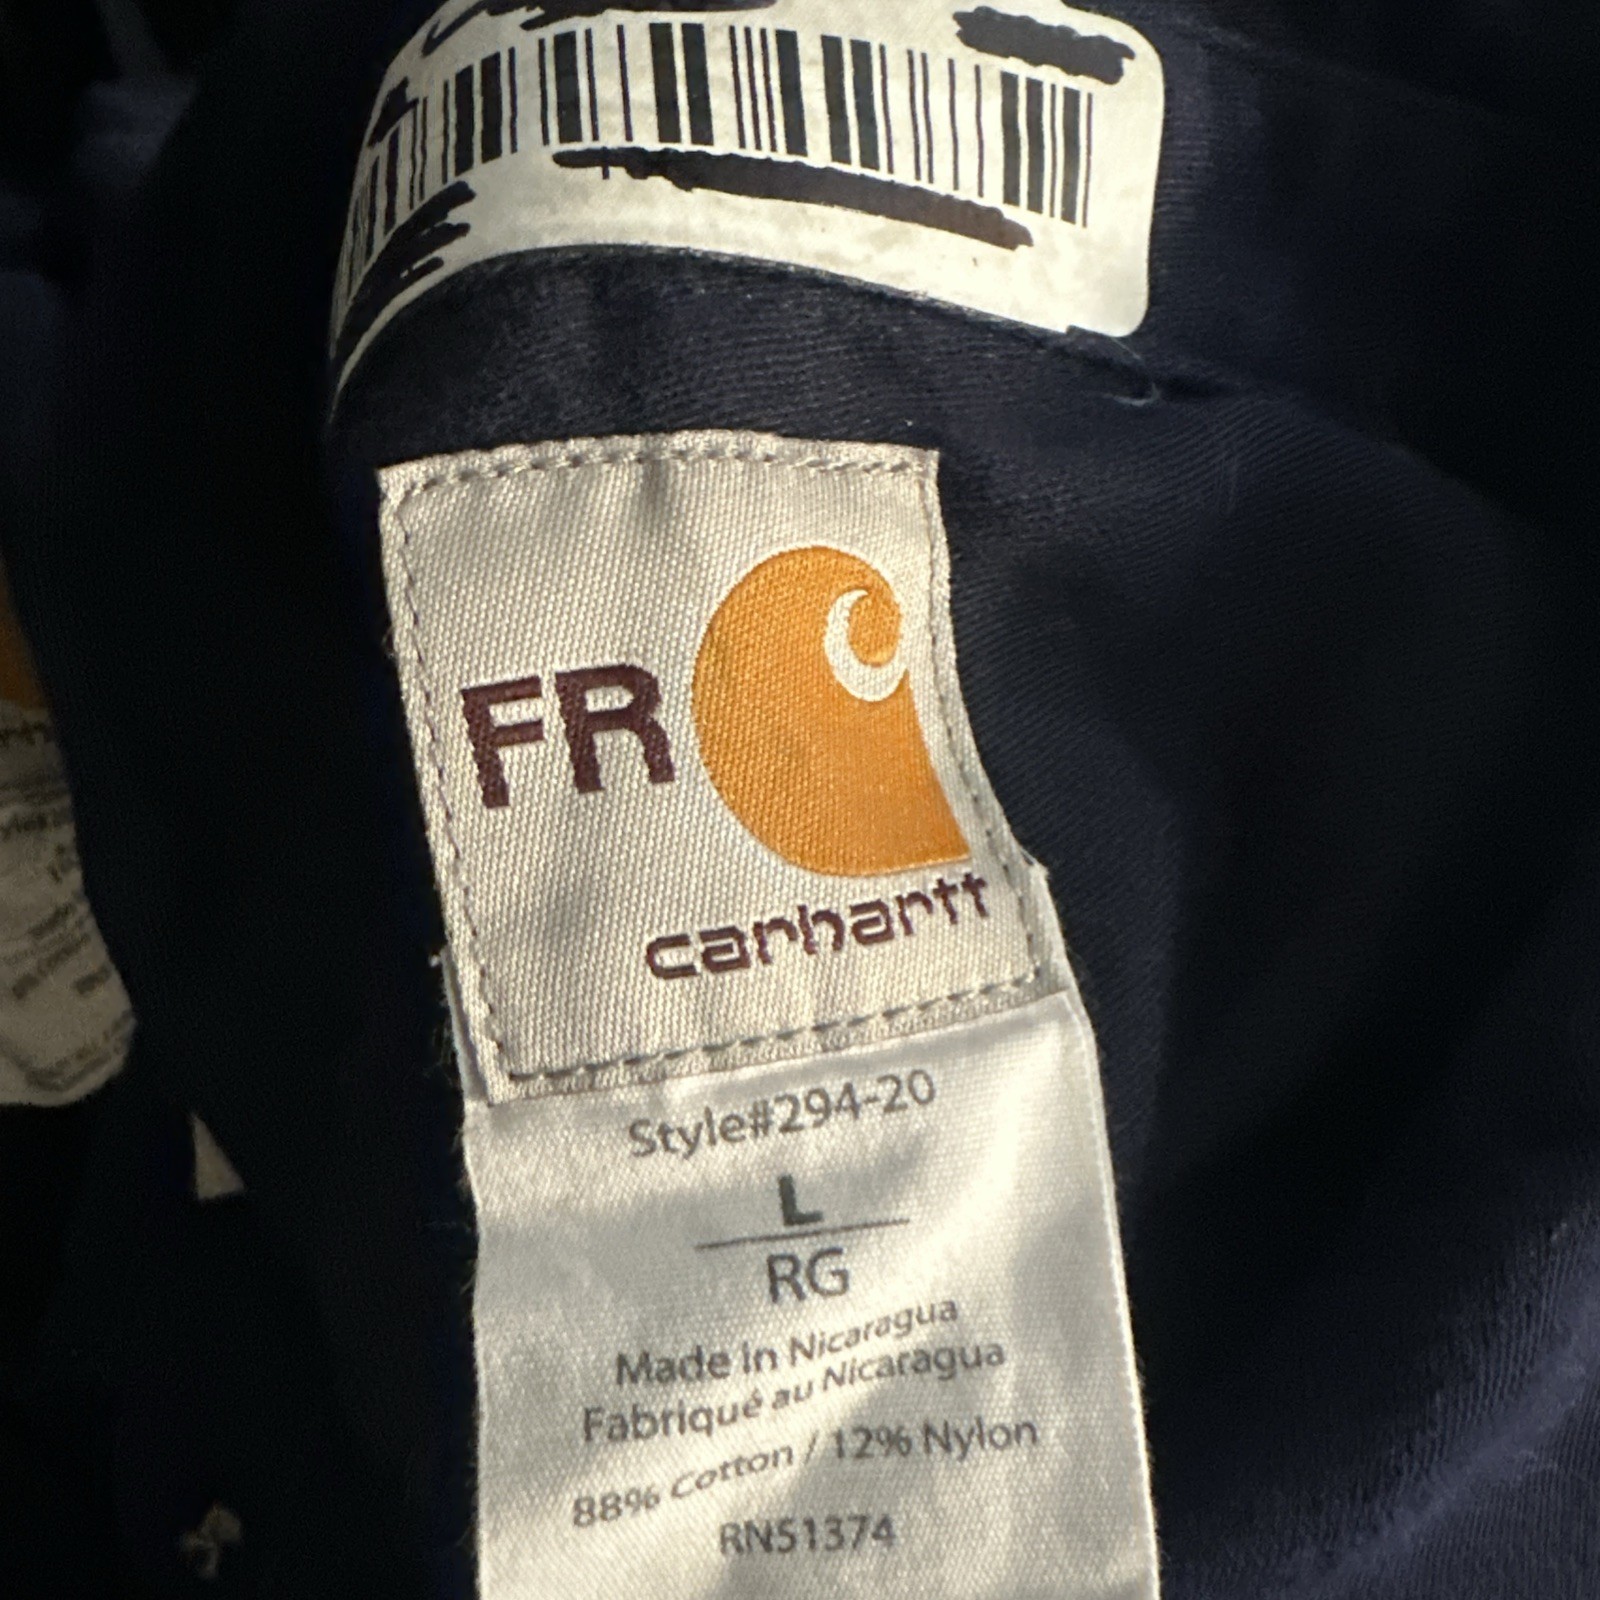 FR
carhartt
Style#294-20
L
RG
Made in Nicaragua
Fabriqué au Nicaragua
88% Cotton / 12% Nylon
RN51374